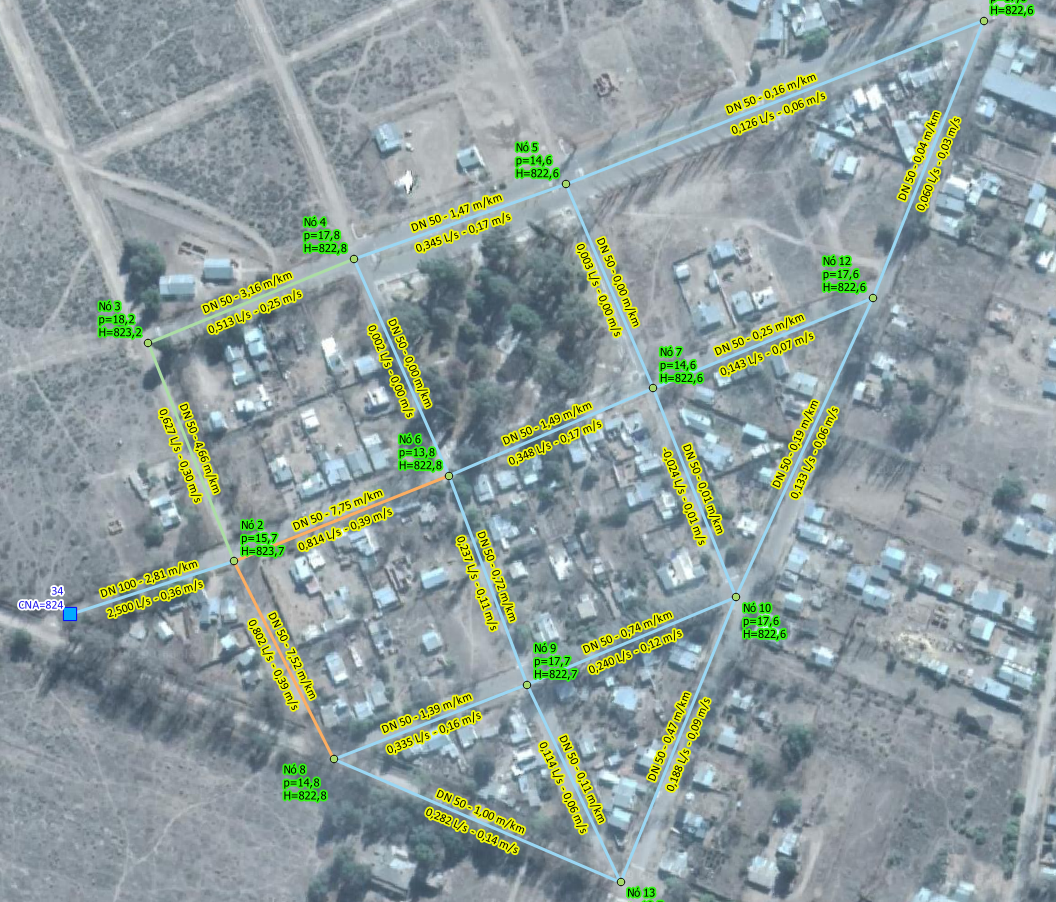 H=822,6
DN 50 - 0,16 m/km
0,126 L/s - 0,06 m/s
DN 50 - 0,04 m/km
0,060 L/s - 0,03 m/s
Nó 5
p=14,6
H=822,6
DN 50 - 1,47 m/km
0,345 L/s - 0,17 m/s
Nó 4
p=17,8
H=822,8
DN 50 - 0,00 m/km
0,003 L/s - 0,00 m/s
Nó 12
p=17,6
H=822,6
DN 50 - 3,16 m/km
0,513 L/s - 0,25 m/s
Nó 3
p=18,2
H=823,2
DN 50 - 0,00 m/km
0,002 L/s - 0,00 m/s
DN 50 - 0,25 m/km
0,143 L/s - 0,07 m/s
Nó 7
p=14,6
H=822,6
DN 50 - 4,66 m/km
0,627 L/s - 0,30 m/s
DN 50 - 1,49 m/km
0,348 L/s - 0,17 m/s
Nó 6
p=13,8
H=822,8
DN 50 - 0,19 m/km
0,133 L/s - 0,06 m/s
DN 50 - 0,01 m/km
-0,024 L/s - 0,01 m/s
DN 50 - 7,75 m/km
0,814 L/s - 0,39 m/s
Nó 2
p=15,7
H=823,7
DN 50 - 0,72 m/km
0,237 L/s - 0,11 m/s
DN 100 - 2,81 m/km
2,500 L/s - 0,36 m/s
34
CNA=824
Nó 10
p=17,6
H=822,6
DN 50 - 7,52 m/km
0,802 L/s - 0,39 m/s
DN 50 - 0,74 m/km
0,240 L/s - 0,12 m/s
Nó 9
p=17,7
H=822,7
DN 50 - 1,39 m/km
0,335 L/s - 0,16 m/s
DN 50 - 0,47 m/km
0,188 L/s - 0,09 m/s
Nó 8
p=14,8
H=822,8
DN 50 - 0,11 m/km
0,114 L/s - 0,06 m/s
DN 50 - 1,00 m/km
0,282 L/s - 0,14 m/s
Nó 13